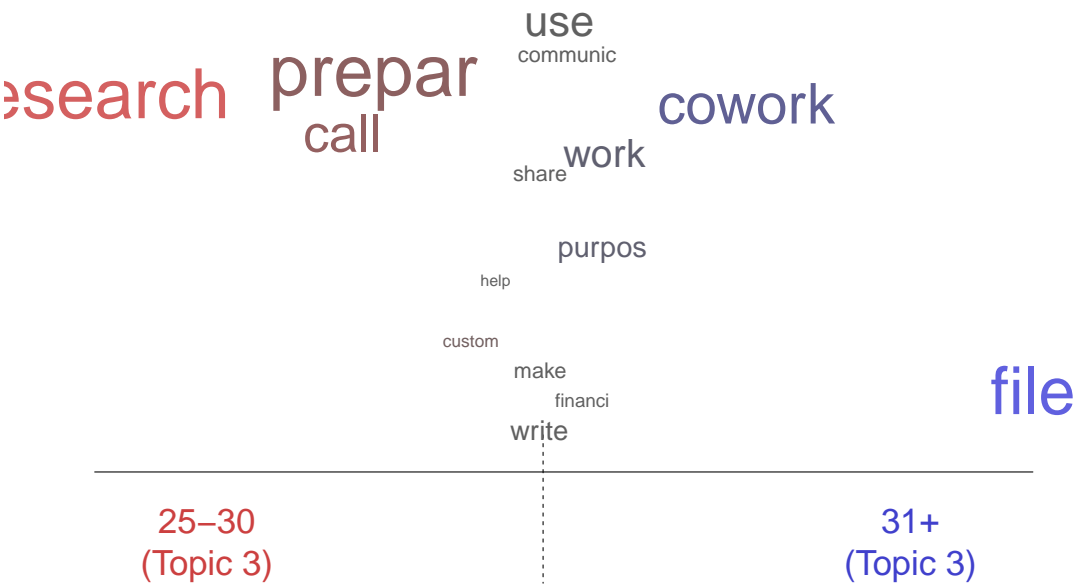 use
communic
prepar
esearch
cowork
call
work
share
purpos
help
custom
make
financi
write
file
25–30
(Topic 3)
31+
(Topic 3)